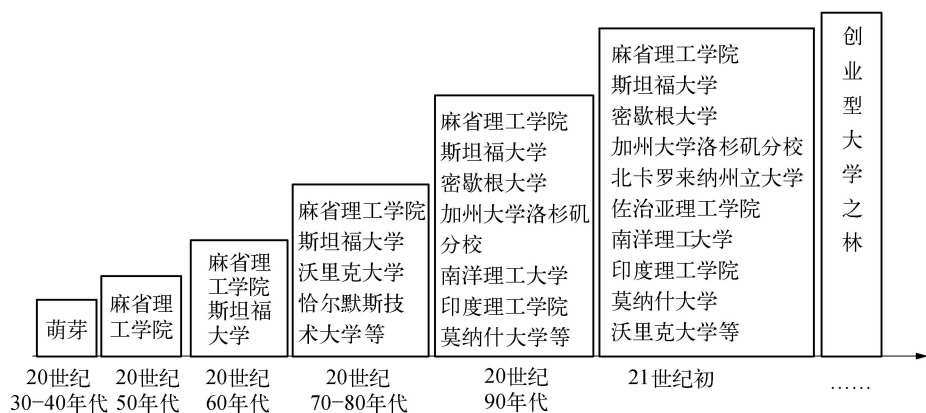 萌芽
麻省理
工学院
麻省理
工学院
斯坦福
大学
麻省理工学院
斯坦福大学
沃里克大学
恰尔默斯技
术大学等
麻省理工学院
斯坦福大学
密歇根大学
加州大学洛杉矶
分校
南洋理工大学
印度理工学院
莫纳什大学等
麻省理工学院
斯坦福大学
密歇根大学
加州大学洛杉矶分校
北卡罗来纳州立大学
佐治亚理工学院
南洋理工大学
印度理工学院
莫纳什大学
沃里克大学等
创业型大学之林
20世纪
30-40年代
20世纪
50年代
20世纪
60年代
20世纪
70-80年代
20世纪
90年代
21世纪初
……